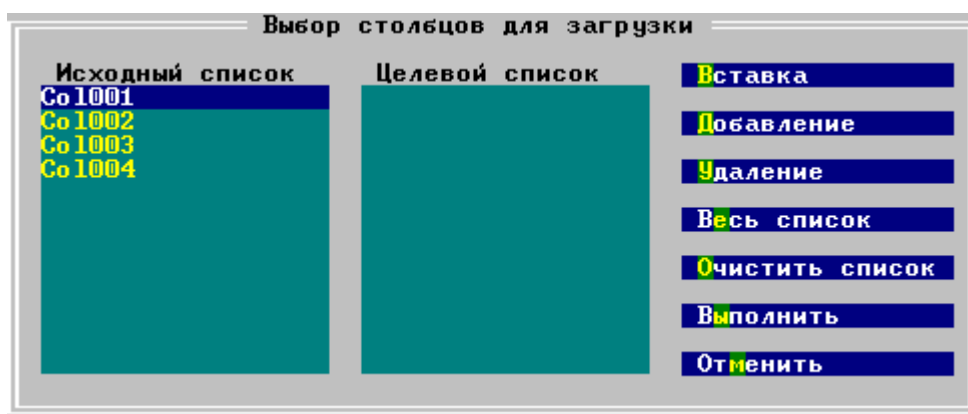 Выбор столбцов для загрузки
Исходный список
Целевой список
Col001
Col002
Col003
Col004
Вставка
Добавление
Удаление
Весь список
Очистить список
Выполнить
Отменить